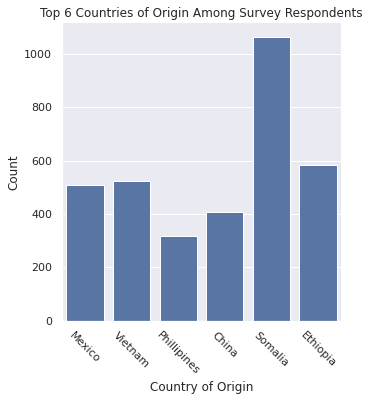 Top 6 Countries of Origin Among Survey Respondents
1000
800
600
400
200
0
Count
Mexico
Vietnam
Phillipines
China
Somalia
Ethiopia
Country of Origin